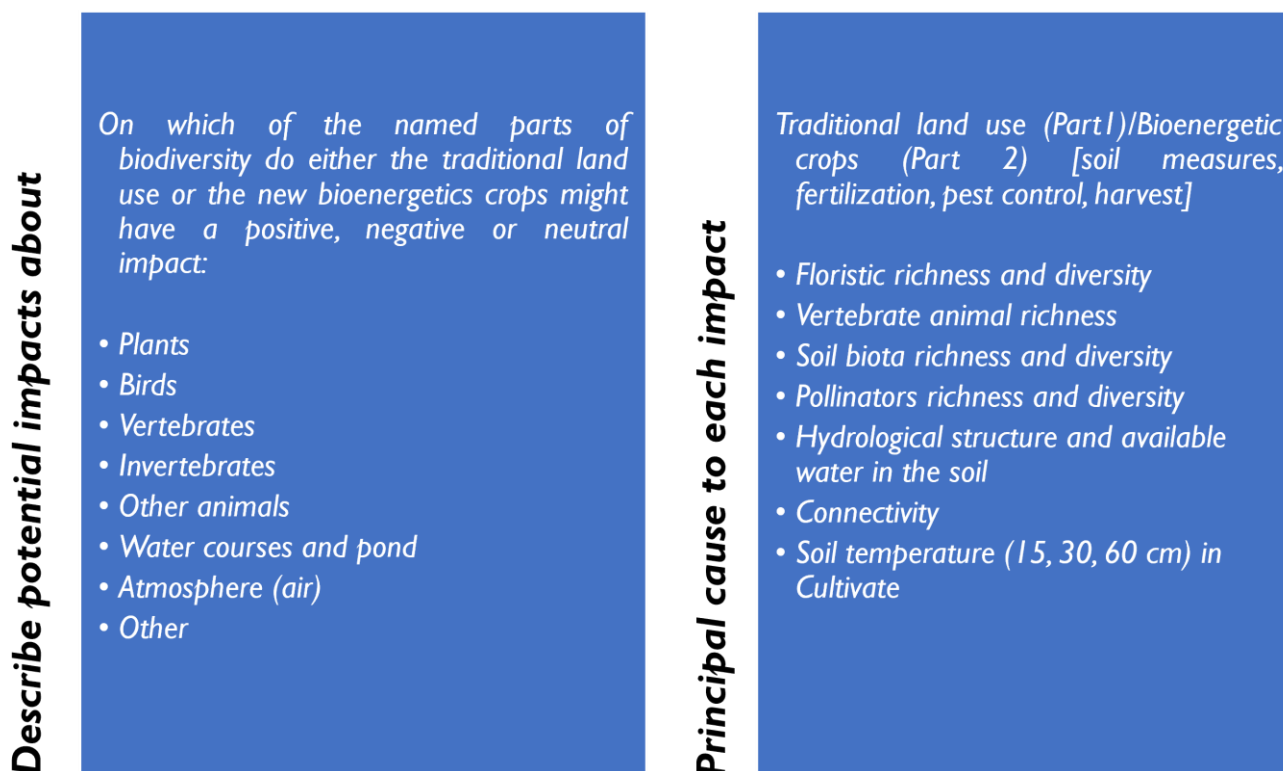 Describe potential impacts about
On which of the named parts of
biodiversity do either the traditional land
use or the new bioenergetics crops might
have a positive, negative or neutral
impact:
• Plants
• Birds
• Vertebrates
• Invertebrates
• Other animals
• Water courses and pond
• Atmosphere (air)
• Other
Principal cause to each impact
Traditional land use (Part1)/Bioenergetic
crops (Part 2) [soil measures,
fertilization, pest control, harvest]
• Floristic richness and diversity
• Vertebrate animal richness
• Soil biota richness and diversity
• Pollinators richness and diversity
• Hydrological structure and available
water in the soil
• Connectivity
• Soil temperature (15, 30, 60 cm) in
Cultivate